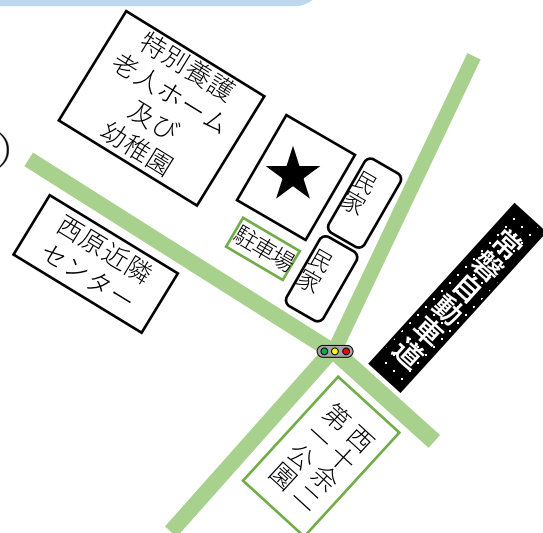 特別養護
老人ホーム
及び
幼稚園
民家
駐車場
民家
西原近隣
センター
常磐自動車道
西十余二
第一公園